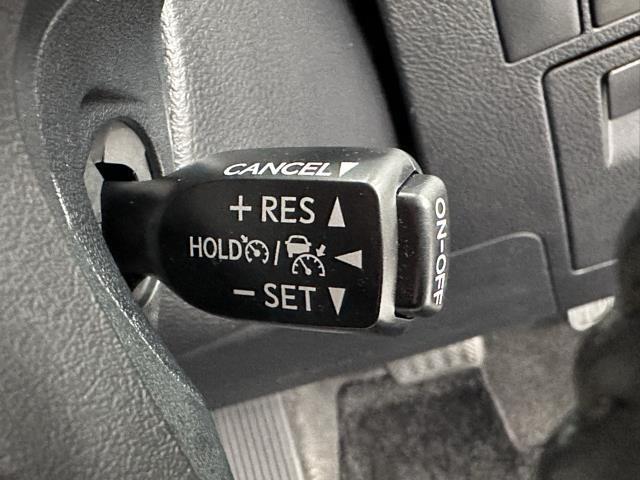 CANCEL▼
+ RES ▲
HOLD / ◀
− SET ▼
ON-OFF